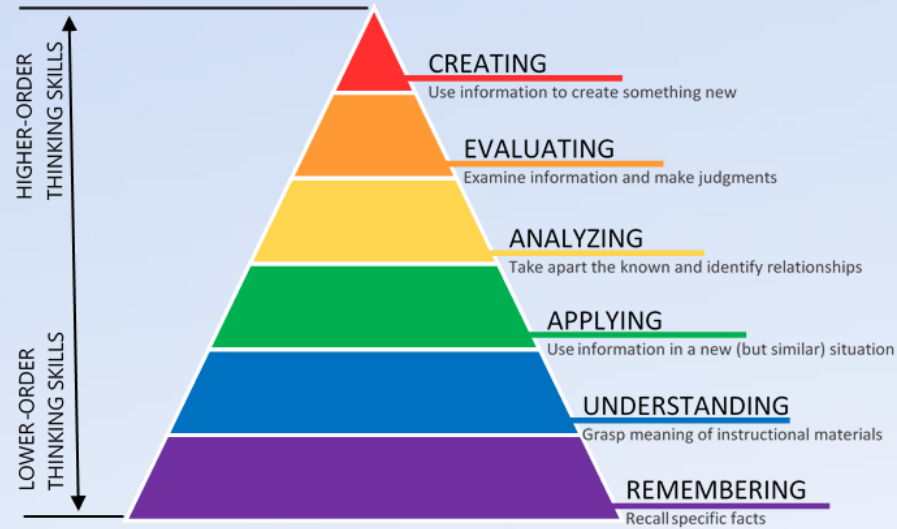 HIGHER-ORDER
THINKING SKILLS
LOWER-ORDER
THINKING SKILLS
CREATING
Use information to create something new
EVALUATING
Examine information and make judgments
ANALYZING
Take apart the known and identify relationships
APPLYING
Use information in a new (but similar) situation
UNDERSTANDING
Grasp meaning of instructional materials
REMEMBERING
Recall specific facts